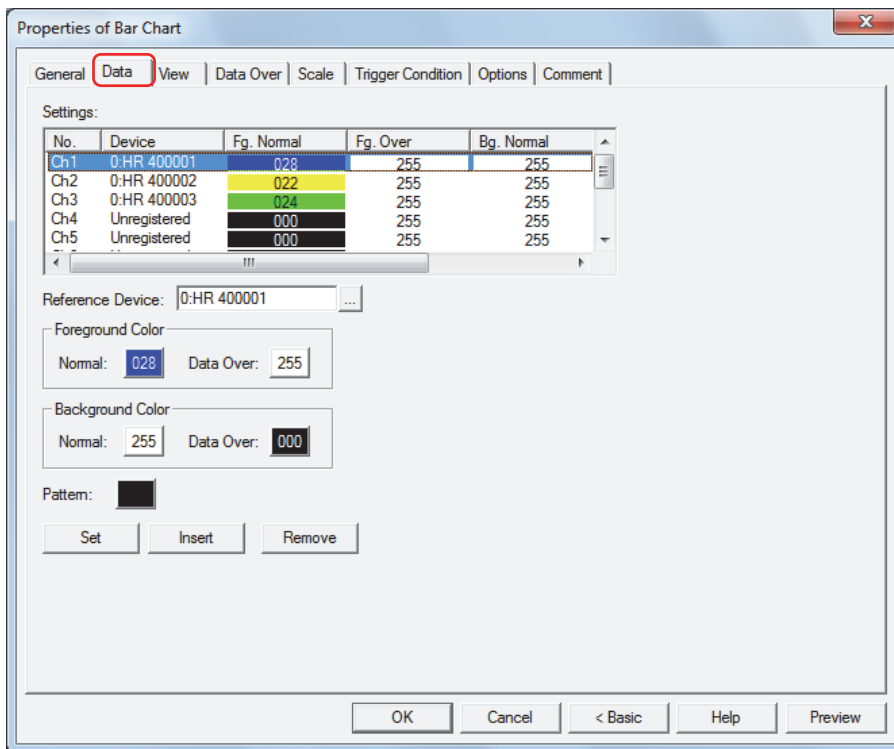 Properties of Bar Chart
x
General Data View Data Over Scale Trigger Condition Options Comment
Settings:
No. Device Fg. Normal Fg. Over Bg. Normal
Ch1 0:HR 400001 028 255 255
Ch2 0:HR 400002 022 255 255
Ch3 0:HR 400003 024 255 255
Ch4 Unregistered 000 255 255
Ch5 Unregistered 000 255 255
Reference Device: 0:HR 400001 ...
Foreground Color
Normal: 028 Data Over: 255
Background Color
Normal: 255 Data Over: 000
Pattern:
Set Insert Remove
OK Cancel < Basic Help Preview